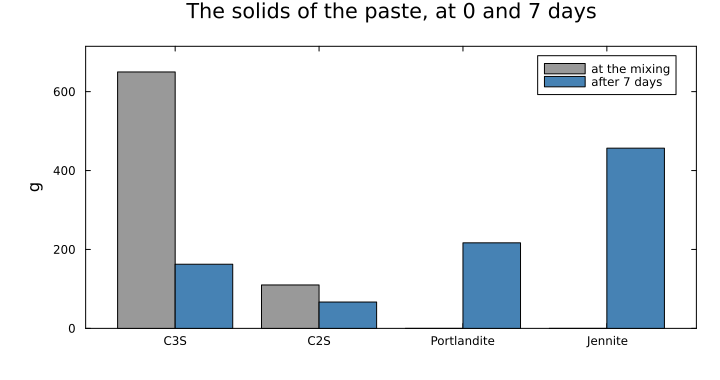 The solids of the paste, at 0 and 7 days
at the mixing
after 7 days
600
400
200
0
g
C3S
C2S
Portlandite
Jennite